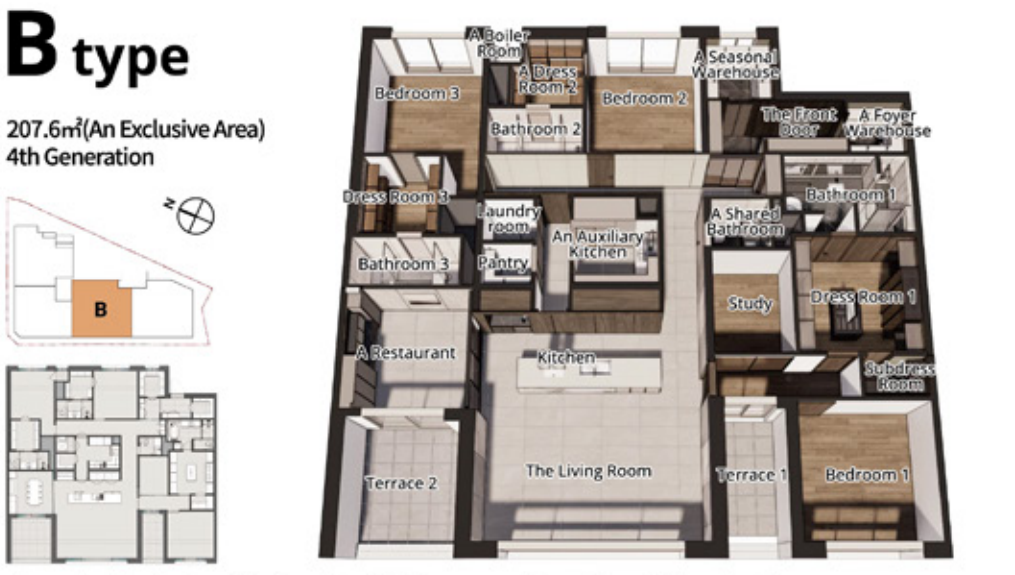 B type
207.6㎡(An Exclusive Area)
4th Generation
N
B
A Boiler
Room
A Dress
Room 2
Bedroom 3
Bedroom 2
A Seasonal
Warehouse
Bathroom 2
The Front
Door
A Foyer
Warehouse
Dress Room 3
Bathroom 1
Laundry
room
A Shared
Bathroom
An Auxiliary
Kitchen
Bathroom 3
Pantry
Study
Dress Room 1
A Restaurant
Kitchen
Subdress
Room
Terrace 2
The Living Room
Terrace 1
Bedroom 1